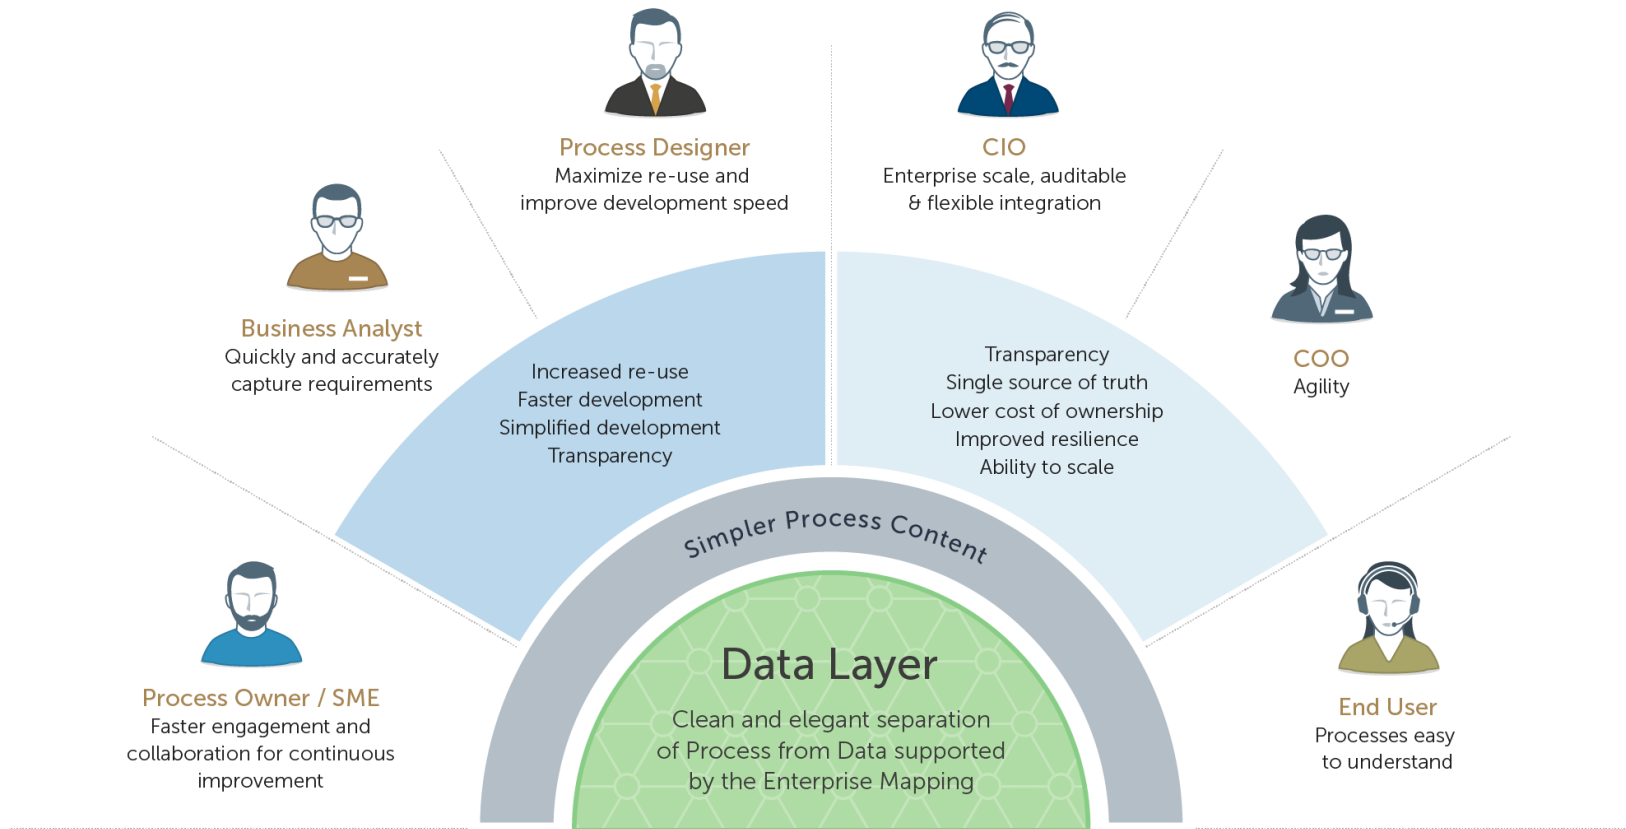 Process Designer
Maximize re-use and
improve development speed
CIO
Enterprise scale, auditable
& flexible integration
Business Analyst
Quickly and accurately
capture requirements
COO
Agility
Increased re-use
Faster development
Simplified development
Transparency
Transparency
Single source of truth
Lower cost of ownership
Improved resilience
Ability to scale
Simpler Process Content
Process Owner / SME
Faster engagement and
collaboration for continuous
improvement
Data Layer
Clean and elegant separation
of Process from Data supported
by the Enterprise Mapping
End User
Processes easy
to understand